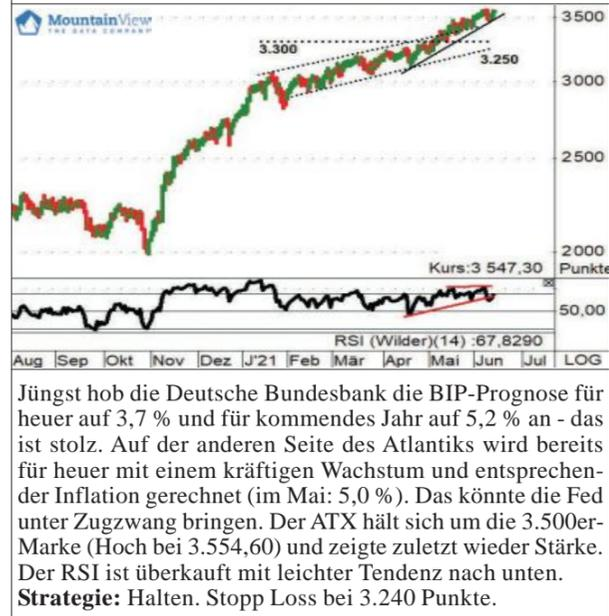 MountainView
THE DATA COMPANY
3500
3.300
3.250
3000
2500
2000
Kurs:3 547,30 Punkte
50,00
RSI (Wilder)(14) :67,8290
Aug Sep Okt Nov Dez J'21 Feb Mär Apr Mai Jun Jul LOG
Jüngst hob die Deutsche Bundesbank die BIP-Prognose für
heuer auf 3,7 % und für kommendes Jahr auf 5,2 % an - das
ist stolz. Auf der anderen Seite des Atlantiks wird bereits
für heuer mit einem kräftigen Wachstum und entsprechen-
der Inflation gerechnet (im Mai: 5,0 %). Das könnte die Fed
unter Zugzwang bringen. Der ATX hält sich um die 3.500er-
Marke (Hoch bei 3.554,60) und zeigte zuletzt wieder Stärke.
Der RSI ist überkauft mit leichter Tendenz nach unten.
Strategie: Halten. Stopp Loss bei 3.240 Punkte.